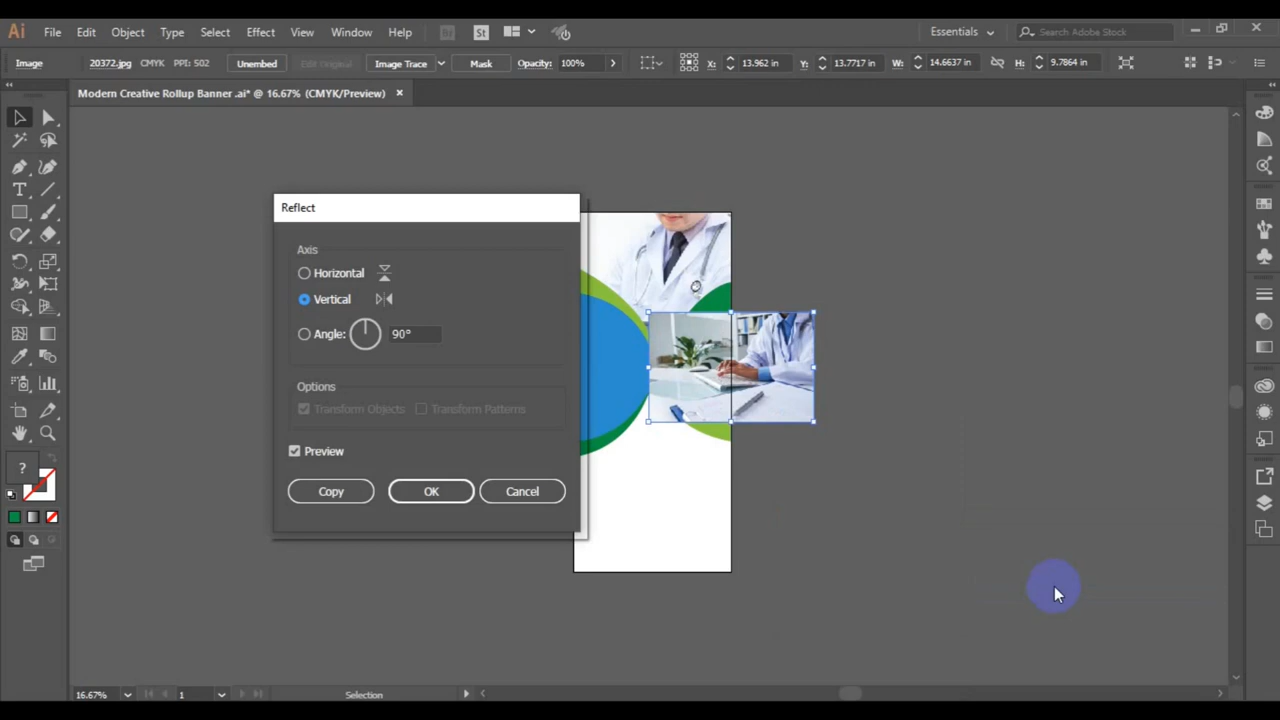 Ai File Edit Object Type Select Effect View Window Help Br St Essentials Search Adobe Stock
Image 20372.jpg CMYK PPI: 502 Unembed Edit Original Image Trace Mask Opacity: 100% X: 13.962 in Y: 13.7717 in W: 14.6637 in H: 9.7864 in
Modern Creative Rollup Banner .ai* @ 16.67% (CMYK/Preview)
Reflect
Axis
Horizontal
Vertical
Angle: 90°
Options
Transform Objects Transform Patterns
Preview
Copy OK Cancel
?
16.67% 1 Selection